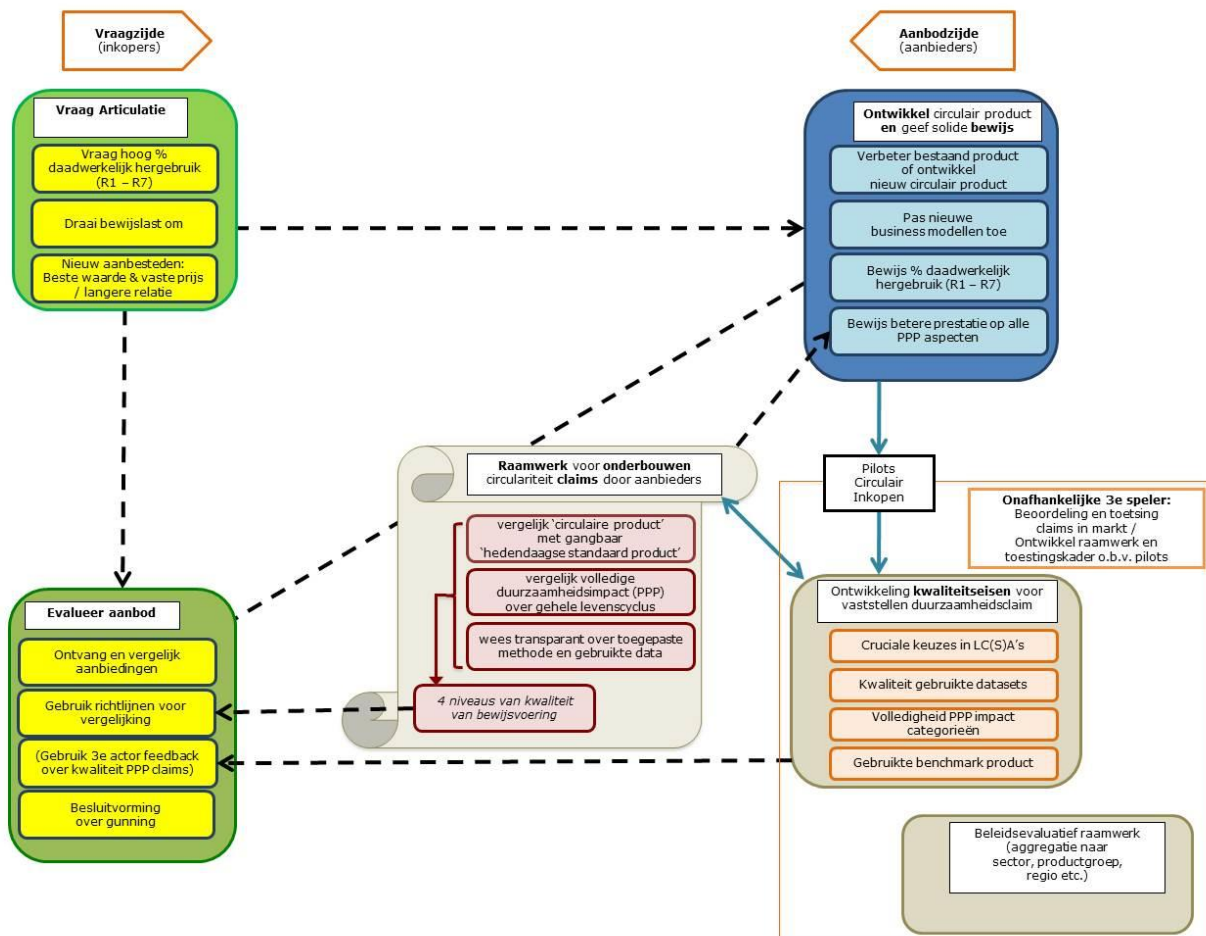 Vraagzijde
(inkopers)
Aanbodzijde
(aanbieders)
Vraag Articulatie
Vraag hoog %
daadwerkelijk hergebruik
(R1 – R7)
Draai bewijslast om
Nieuw aanbesteden:
Beste waarde & vaste prijs
/ langere relatie
Ontwikkel circulair product
en geef solide bewijs
Verbeter bestaand product
of ontwikkel
nieuw circulair product
Pas nieuwe
business modellen toe
Bewijs % daadwerkelijk
hergebruik (R1 – R7)
Bewijs betere prestatie op alle
PPP aspecten
Raamwerk voor onderbouwen
circulariteit claims door aanbieders
vergelijk ‘circulaire product’
met gangbaar
‘hedendaagse standaard product’
vergelijk volledige
duurzaamheidsimpact (PPP)
over gehele levenscyclus
wees transparant over toegepaste
methode en gebruikte data
4 niveaus van kwaliteit
van bewijsvoering
Pilots
Circulair
Inkopen
Onafhankelijke 3e speler:
Beoordeling en toetsing
claims in markt /
Ontwikkel raamwerk en
toestingskader o.b.v. pilots
Evalueer aanbod
Ontvang en vergelijk
aanbiedingen
Gebruik richtlijnen voor
vergelijking
(Gebruik 3e actor feedback
over kwaliteit PPP claims)
Besluitvorming
over gunning
Ontwikkeling kwaliteitseisen voor
vaststellen duurzaamheidsclaim
Cruciale keuzes in LC(S)A’s
Kwaliteit gebruikte datasets
Volledigheid PPP impact
categorieën
Gebruikte benchmark product
Beleidsevaluatief raamwerk
(aggregatie naar
sector, productgroep,
regio etc.)